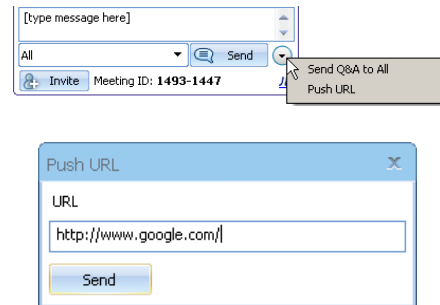 [type message here]
All Send
Send Q&A to All
Push URL
Invite Meeting ID: 1493-1447
Push URL
URL
http://www.google.com/
Send